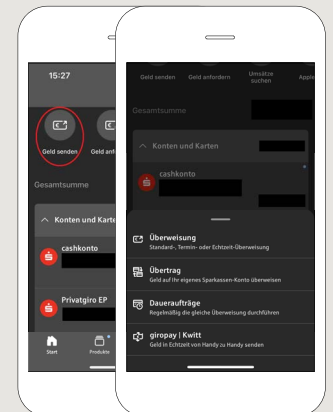 15:27
Geld senden
Geld anf
Gesamtsumme
Konten und Karte
cashkonto
Privatgiro EP
Start
Produkte
Geld senden
Geld anfordern
Umsätze
suchen
Apple
Gesamtsumme
Konten und Karten
cashkonto
Überweisung
Standard-, Termin- oder Echtzeit-Überweisung
Übertrag
Geld auf Ihr eigenes Sparkassen-Konto überweisen
Daueraufträge
Regelmäßig die gleiche Überweisung durchführen
giropay | Kwitt
Geld in Echtzeit von Handy zu Handy senden